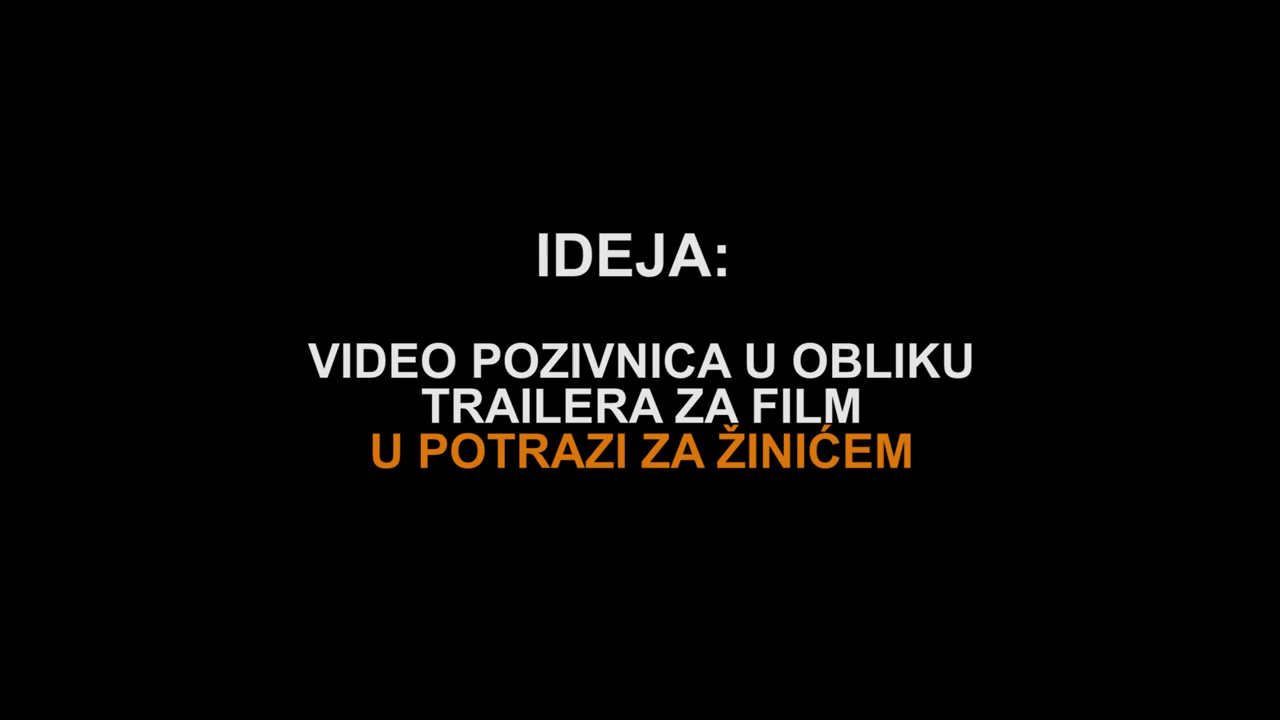 IDEJA:
VIDEO POZIVNICA U OBLIKU
TRAILERA ZA FILM
U POTRAZI ZA ŽINIĆEM